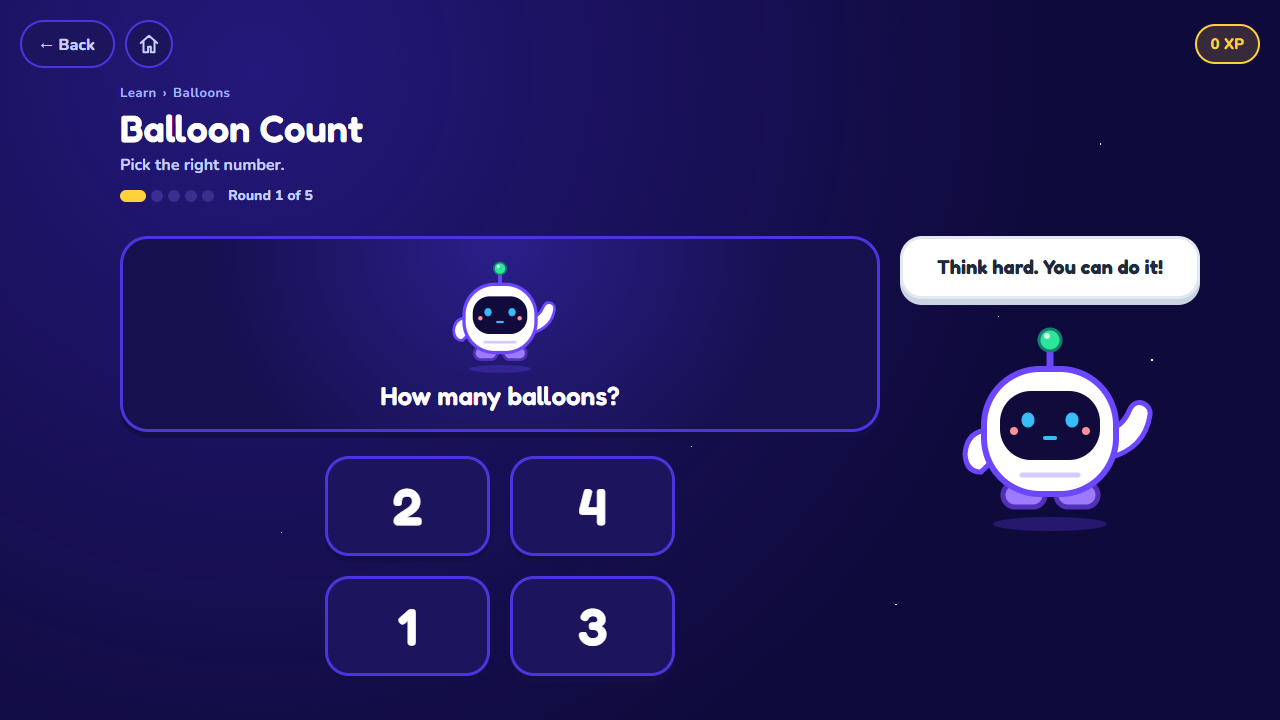 ← Back
0 XP
Learn › Balloons
Balloon Count
Pick the right number.
Round 1 of 5
How many balloons?
Think hard. You can do it!
2
4
1
3